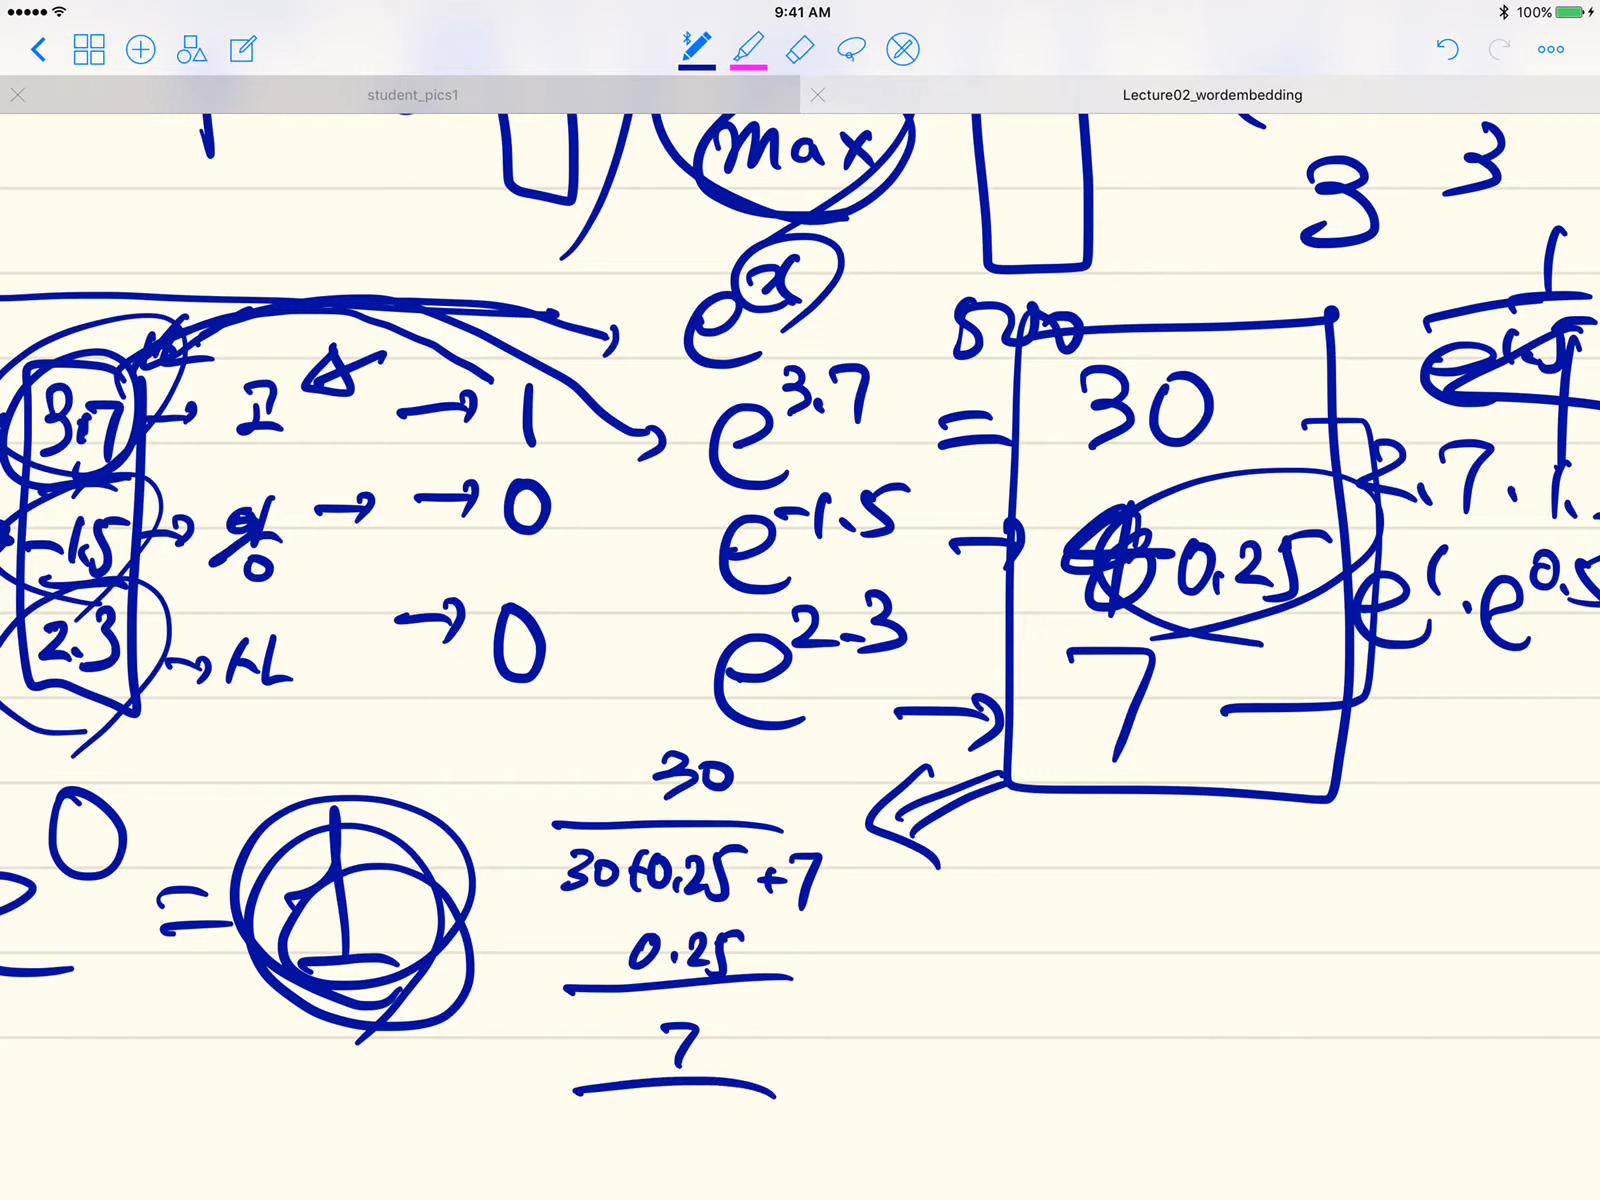 9:41 AM
100%
student_pics1
Lecture02_wordembedding
max
3 3
e^x
3.7 → I → 1
e^3.7 = 30
-1.5 → 0 → → 0
e^-1.5 → 0.25
2.7.1.
2.3 → → 0
e^2.3 → 7
e^1 . e^0.5
30
30+0.25+7
0 = 1
0.25
7